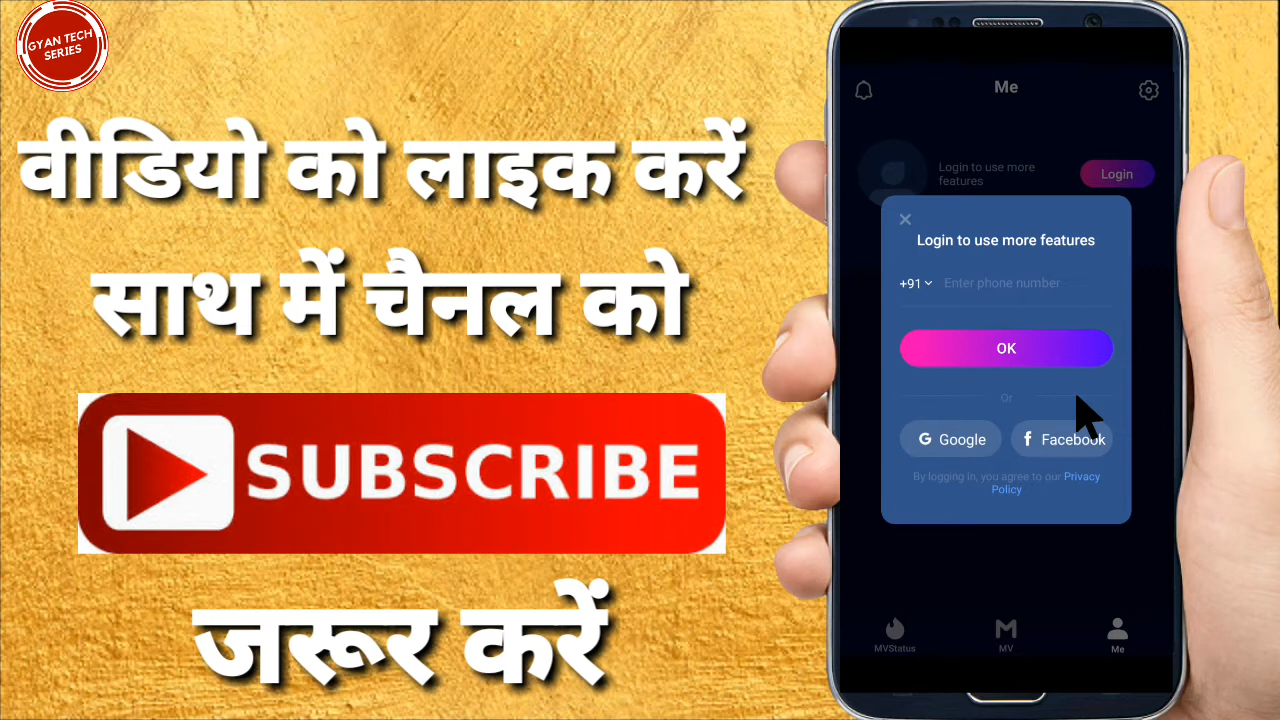 GYAN TECH
SERIES
वीडियो को लाइक करें
साथ में चैनल को
SUBSCRIBE
जरूर करें
Me
Login to use more
features
Login
Login to use more features
+91 Enter phone number
OK
Or
Google
Facebook
By logging in, you agree to our Privacy
Policy
MVStatus
MV
Me